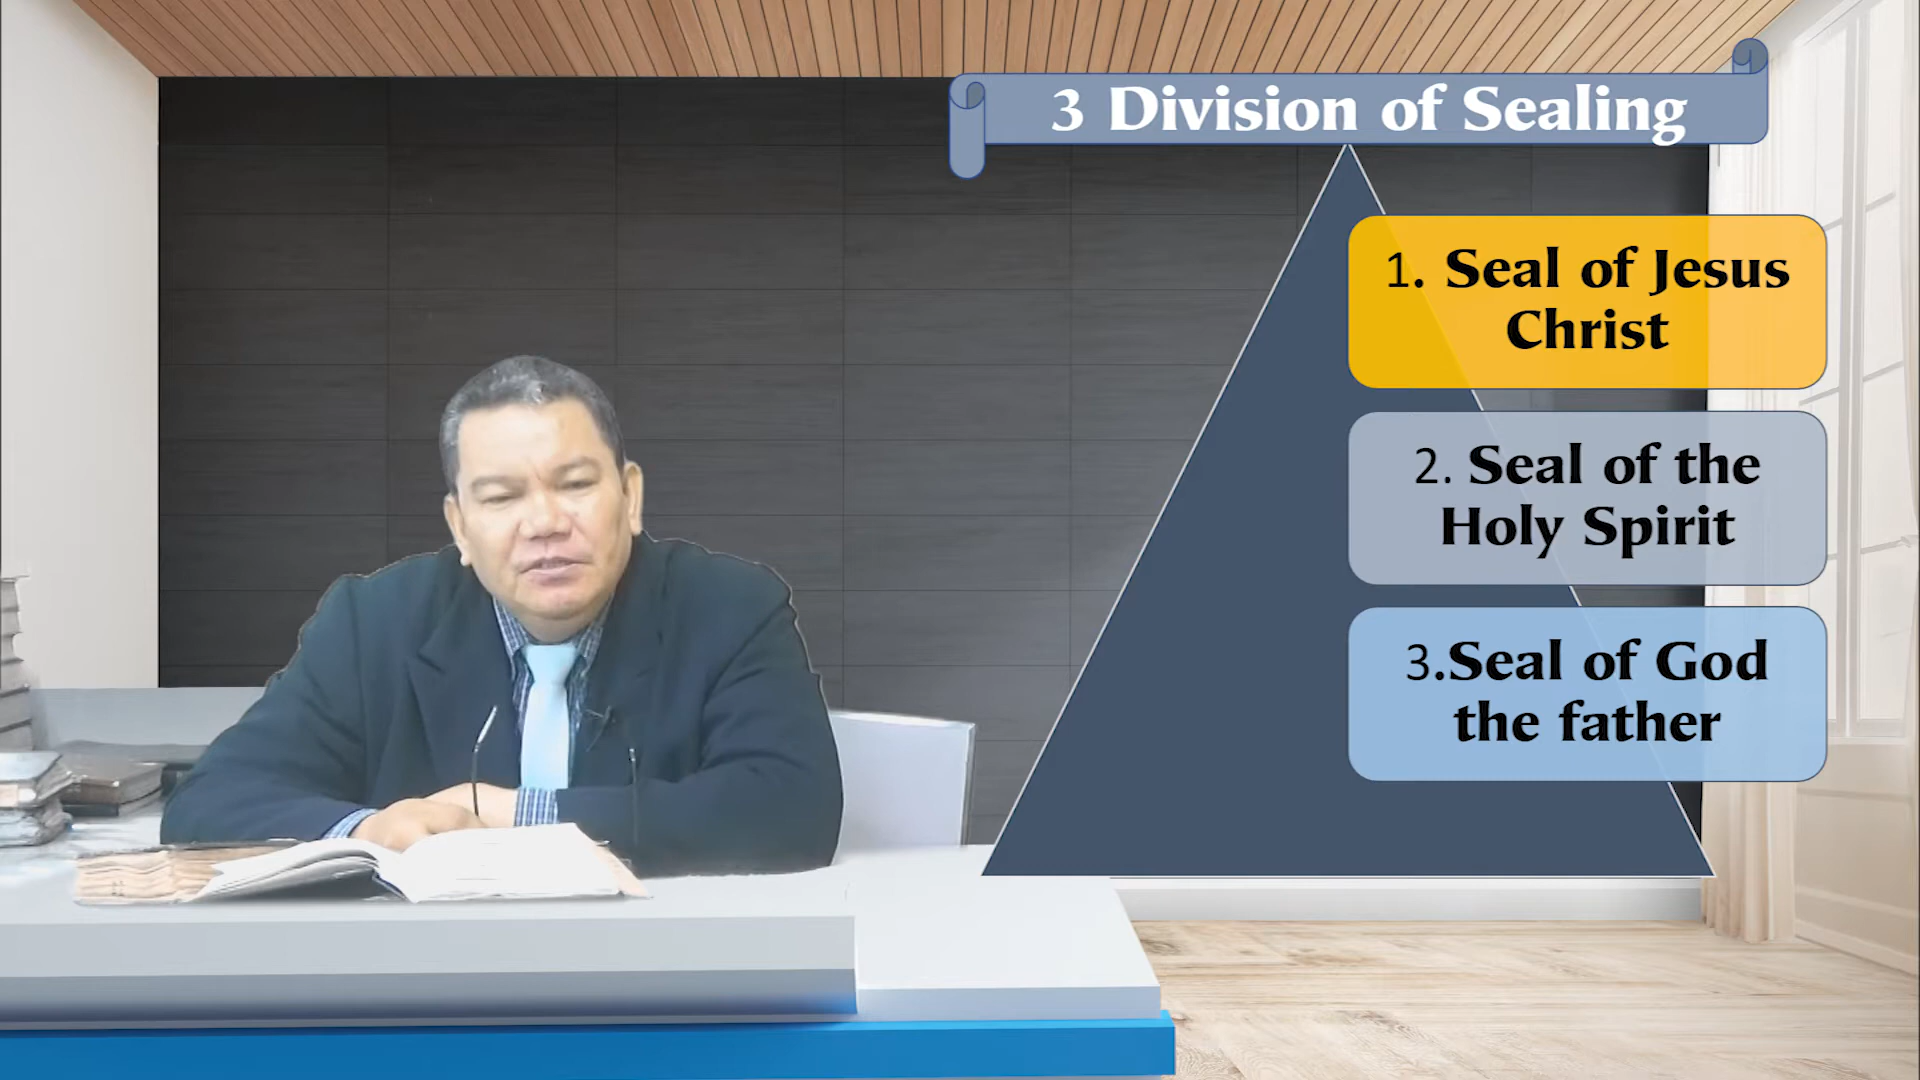 3 Division of Sealing
1. Seal of Jesus
Christ
2. Seal of the
Holy Spirit
3.Seal of God
the father